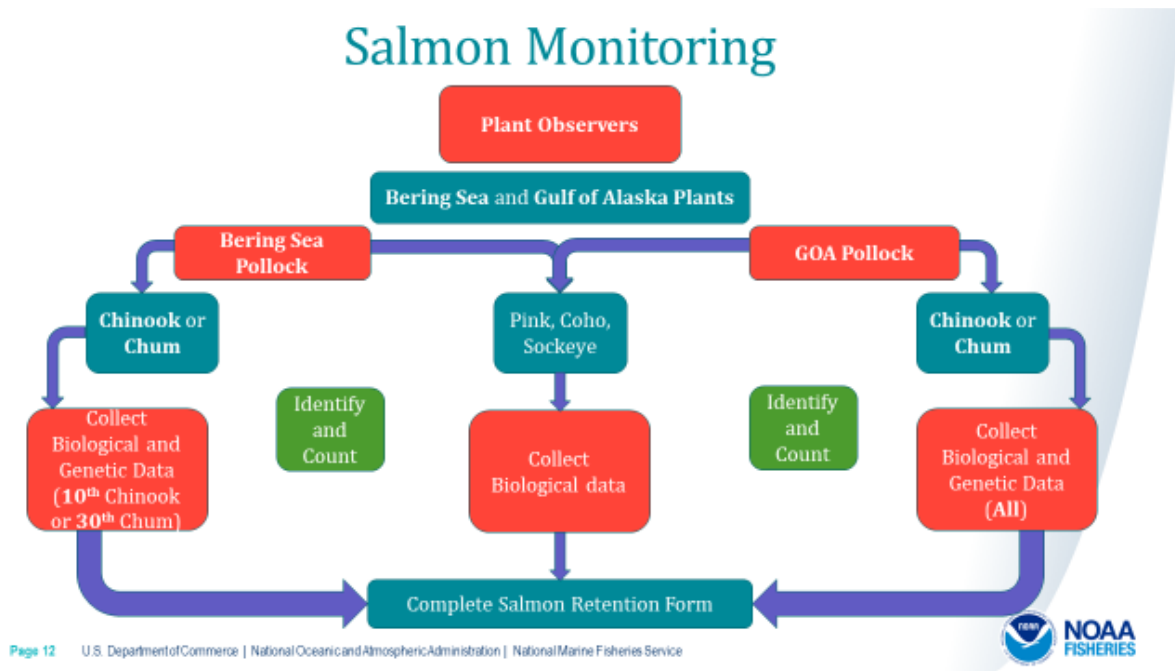 Salmon Monitoring
Plant Observers
Bering Sea and Gulf of Alaska Plants
Bering Sea
Pollock
GOA Pollock
Chinook or
Chum
Pink, Coho,
Sockeye
Chinook or
Chum
Identify
and
Count
Identify
and
Count
Collect
Biological and
Genetic Data
(10th Chinook
or 30th Chum)
Collect
Biological data
Collect
Biological and
Genetic Data
(All)
Complete Salmon Retention Form
noaa
NOAA
FISHERIES
Page 12 U.S. Department of Commerce | National Oceanic and Atmospheric Administration | National Marine Fisheries Service